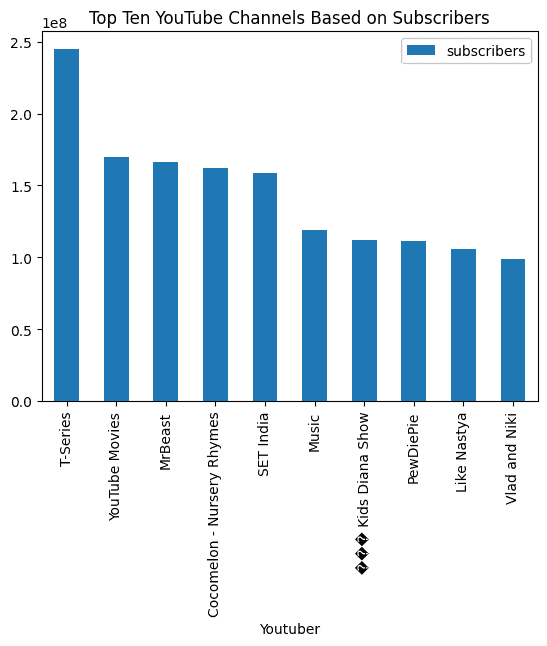 Top Ten YouTube Channels Based on Subscribers
1e8
subscribers
2.5
2.0
1.5
1.0
0.5
0.0
T-Series
YouTube Movies
MrBeast
Cocomelon - Nursery Rhymes
SET India
Music
��� Kids Diana Show
PewDiePie
Like Nastya
Vlad and Niki
Youtuber